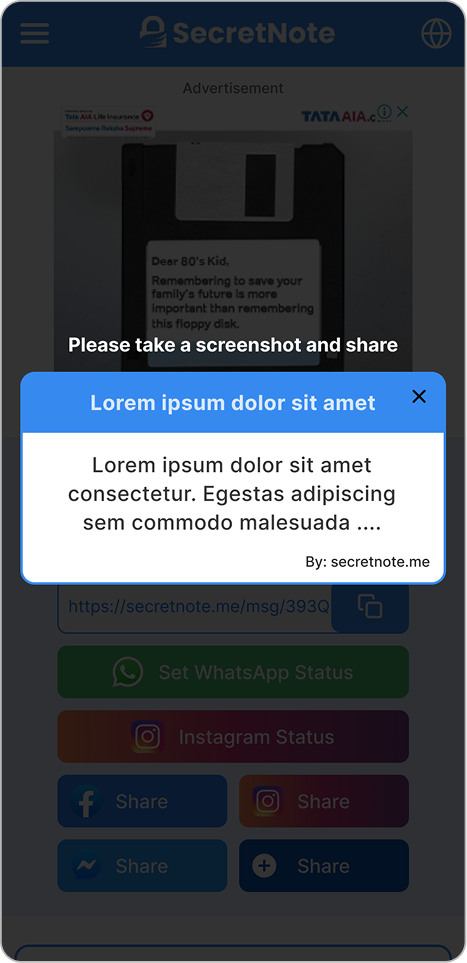 SecretNote
Advertisement
Tata AIA Life Insurance
Sampoorna Raksha Supreme
TATA AIA.c
Dear 80's Kid,
Remembering to save your
family's future is more
important than remembering
this floppy disk.
Please take a screenshot and share
Lorem ipsum dolor sit amet
Lorem ipsum dolor sit amet
consectetur. Egestas adipiscing
sem commodo malesuada ....
By: secretnote.me
https://secretnote.me/msg/393Q
Set WhatsApp Status
Instagram Status
Share
Share
Share
Share